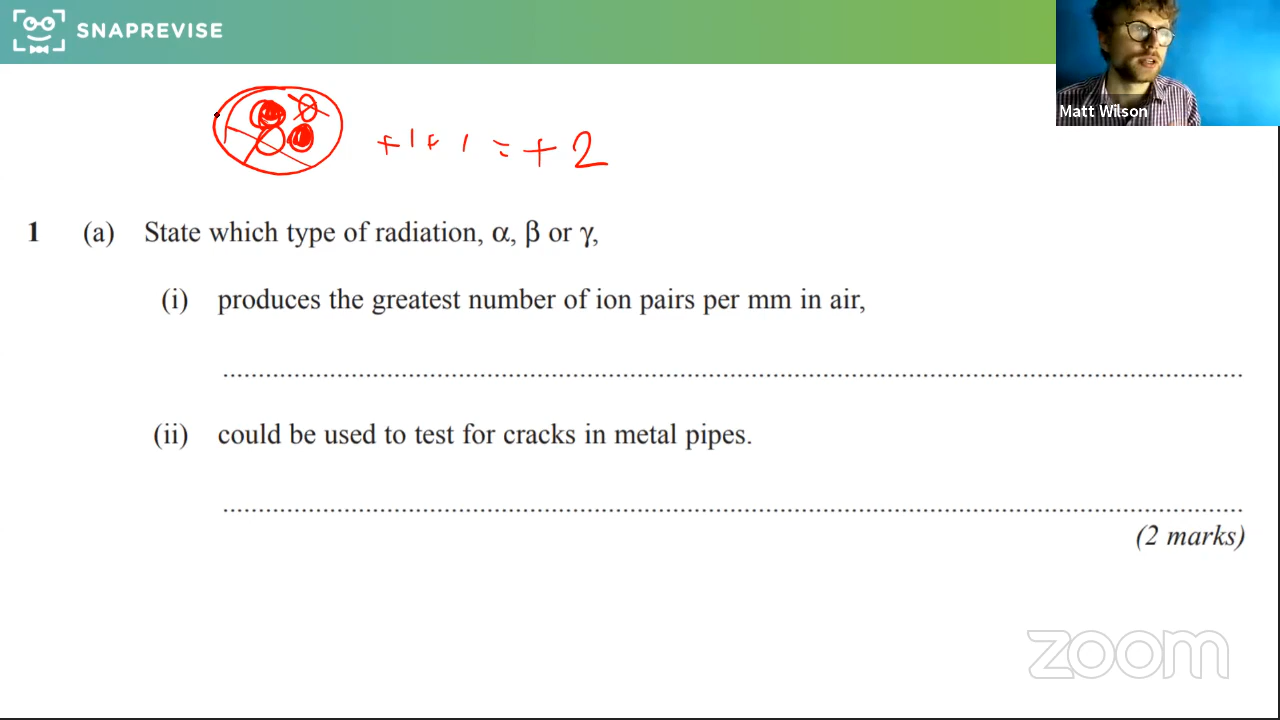 SNAPREVISE
Matt Wilson
+1+1=+2
1 (a) State which type of radiation, α, β or γ,
(i) produces the greatest number of ion pairs per mm in air,
....................................................................................................
(ii) could be used to test for cracks in metal pipes.
....................................................................................................
(2 marks)
zoom